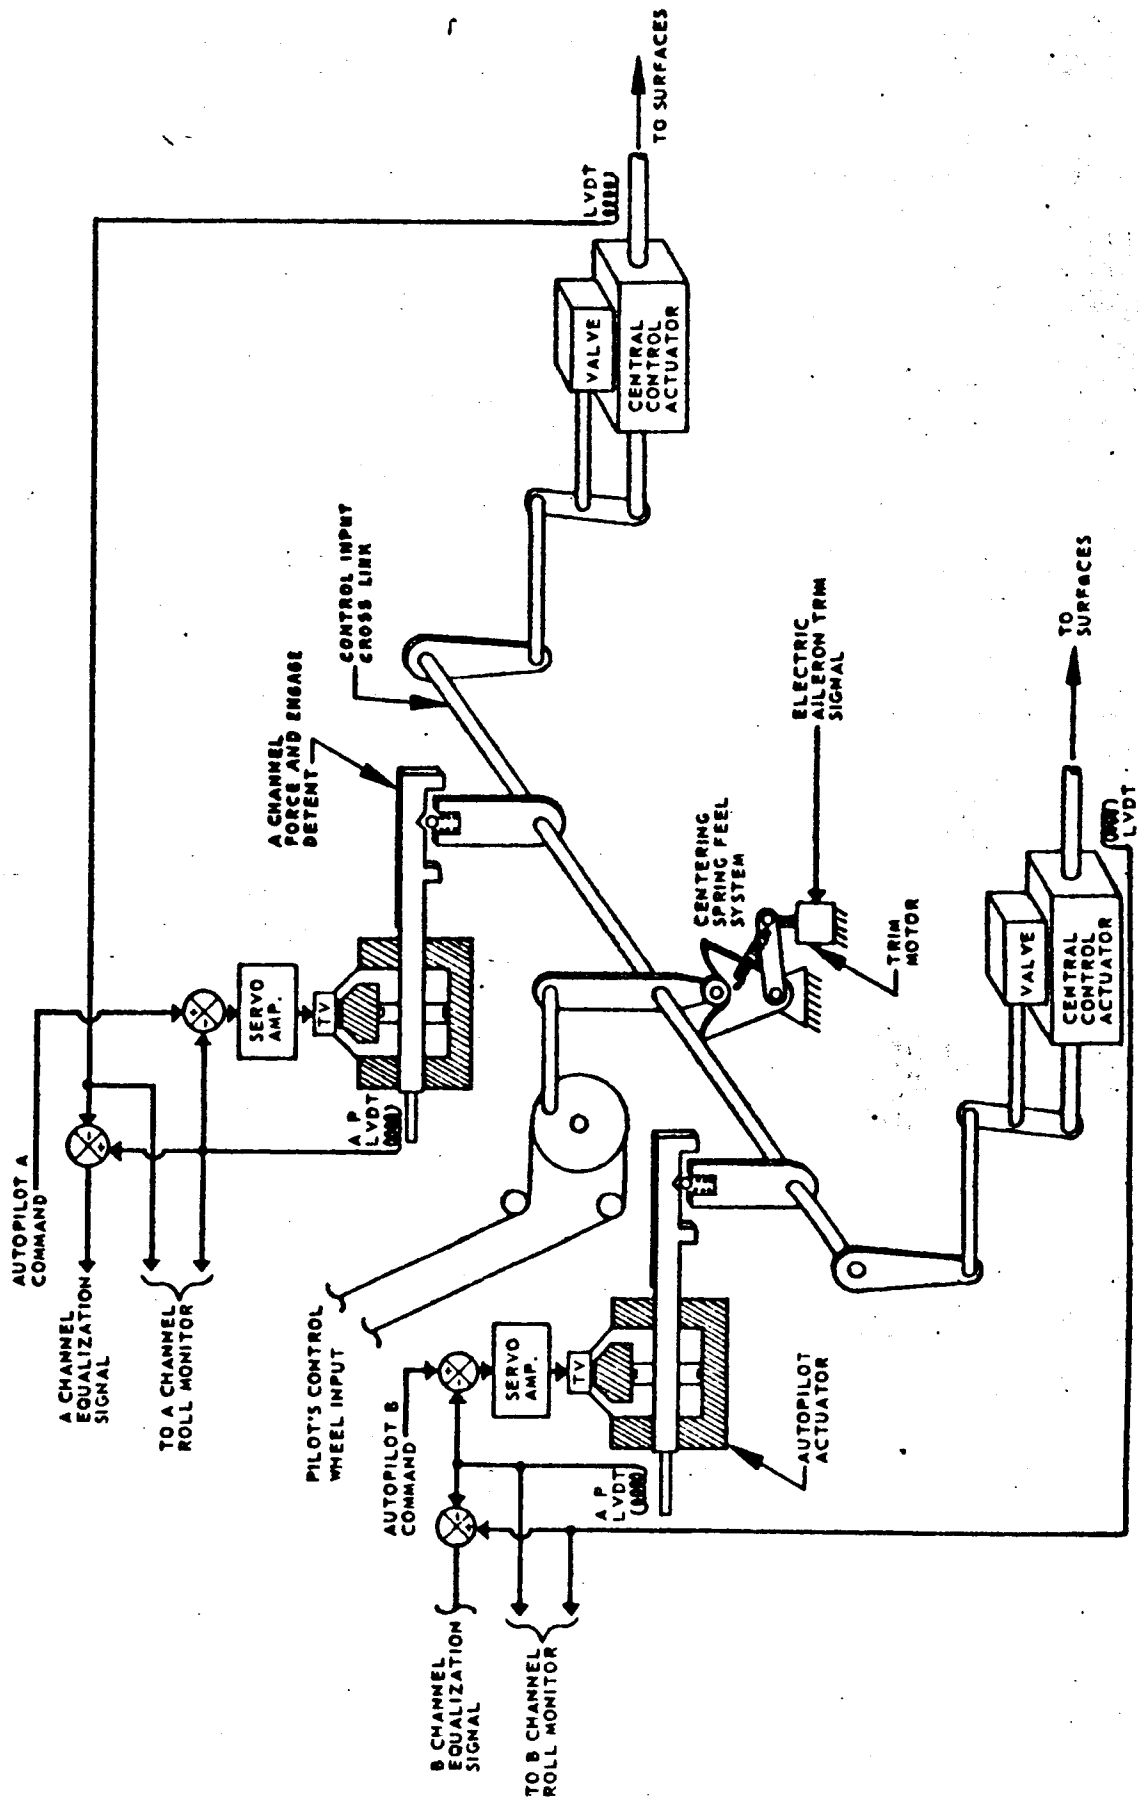 AUTOPILOT A
COMMAND
A CHANNEL
EQUALIZATION
SIGNAL
TO A CHANNEL
ROLL MONITOR
SERVO
AMP.
TV
A P
LVDT
A CHANNEL
FORCE AND ENGAGE
DETENT
CONTROL INPUT
CROSS LINK
LVDT
TO SURFACES
VALVE
CENTRAL
CONTROL
ACTUATOR
PILOT'S CONTROL
WHEEL INPUT
CENTERING
SPRING FEEL
SYSTEM
ELECTRIC
AILERON TRIM
SIGNAL
TRIM
MOTOR
AUTOPILOT B
COMMAND
B CHANNEL
EQUALIZATION
SIGNAL
TO B CHANNEL
ROLL MONITOR
SERVO
AMP.
TV
A P
LVDT
AUTOPILOT
ACTUATOR
VALVE
CENTRAL
CONTROL
ACTUATOR
LVDT
TO
SURFACES